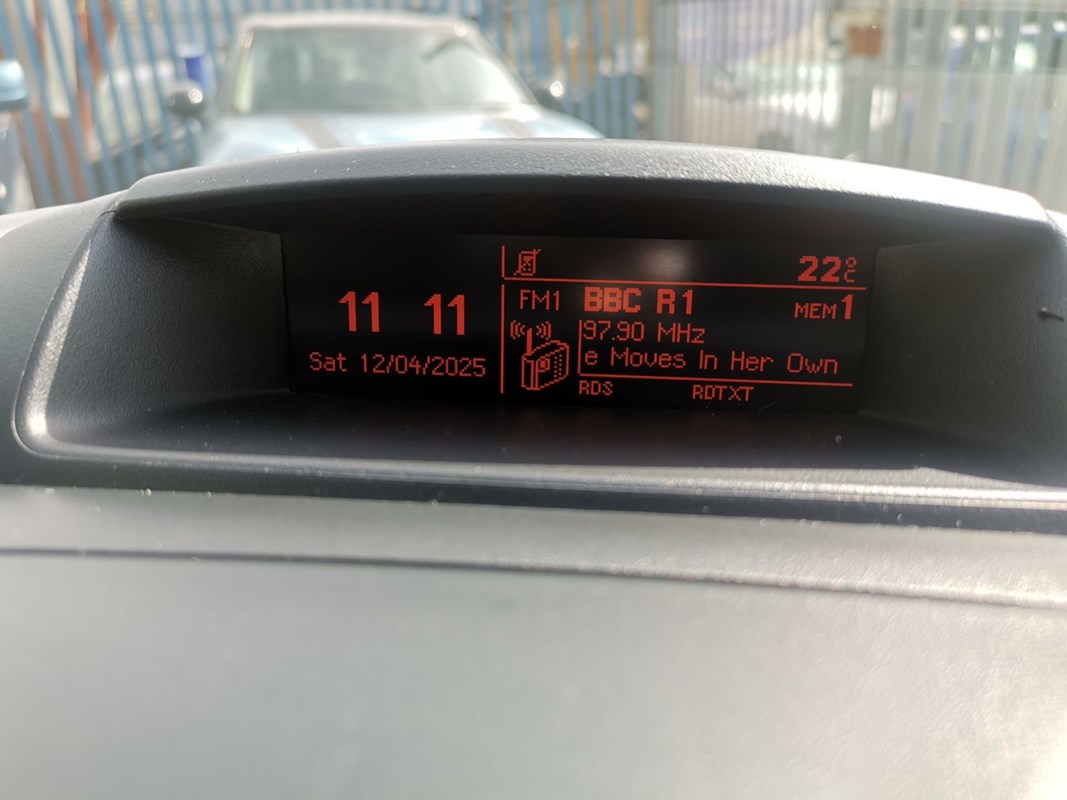 11 11
Sat 12/04/2025
22°C
FM1 BBC R1 MEM1
97.90 MHz
e Moves In Her Own
RDS RDTXT